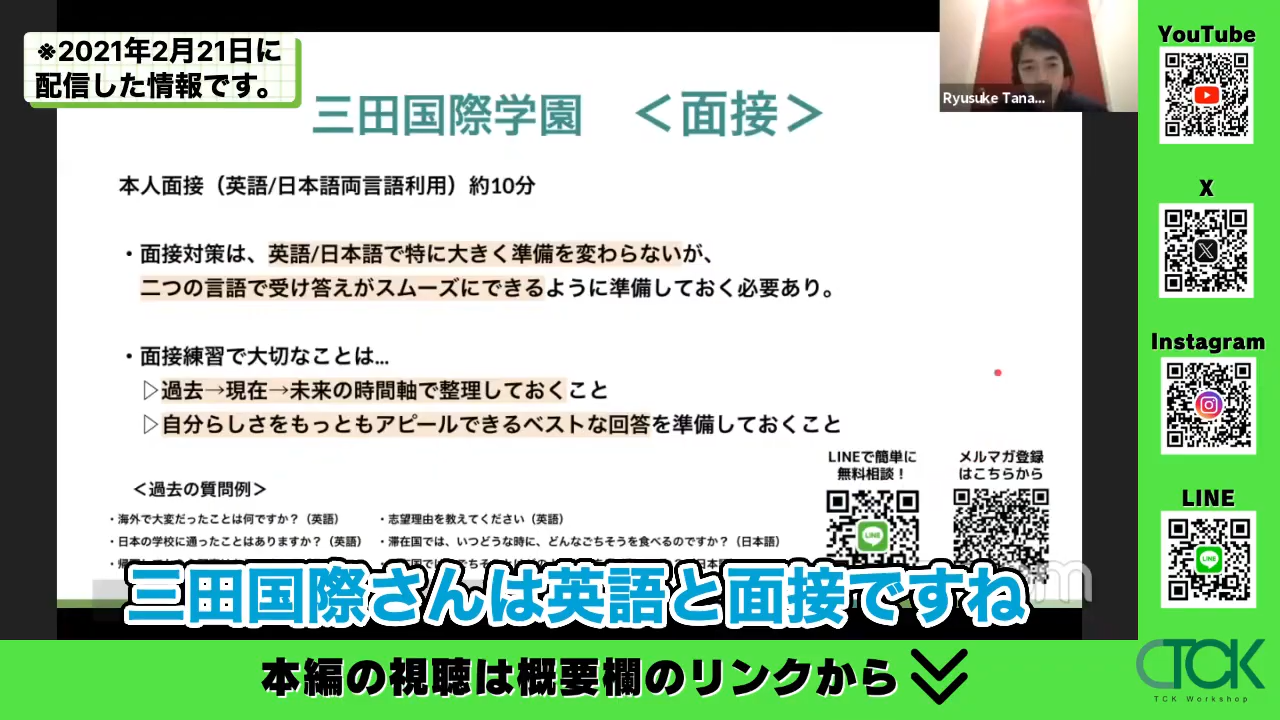 ※2021年2月21日に
配信した情報です。
三田国際学園 ＜面接＞
Ryusuke Tana...
本人面接（英語/日本語両言語利用）約10分
・面接対策は、英語/日本語で特に大きく準備を変わらないが、
二つの言語で受け答えがスムーズにできるように準備しておく必要あり。
・面接練習で大切なことは...
▷過去→現在→未来の時間軸で整理しておくこと
▷自分らしさをもっともアピールできるベストな回答を準備しておくこと
＜過去の質問例＞
・海外で大変だったことは何ですか？（英語）
・志望理由を教えてください（英語）
・日本の学校に通ったことはありますか？（英語）
・滞在国では、いつどうな時に、どんなごちそうを食べるのですか？（日本語）
LINEで簡単に
無料相談！
LINE
メルマガ登録
はこちらから
三田国際さんは英語と面接ですね
本編の視聴は概要欄のリンクから
YouTube
X
Instagram
LINE
LINE
TCK
TCK Workshop